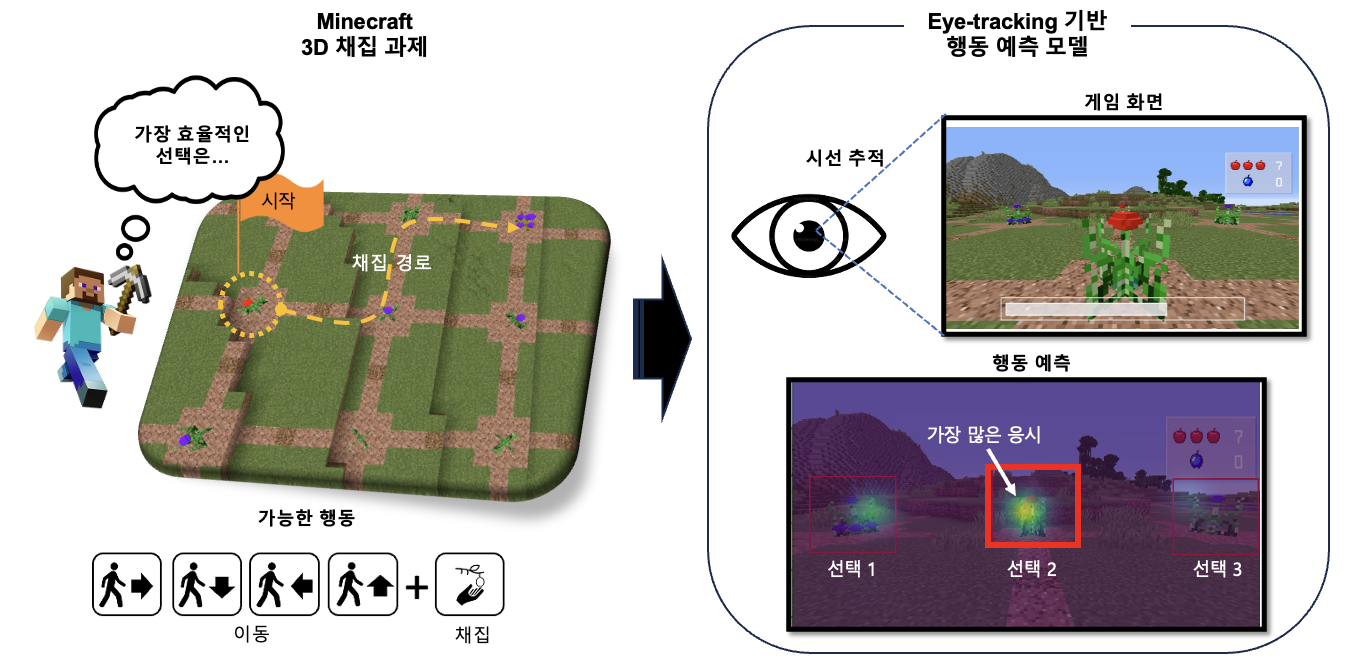 Minecraft
3D 채집 과제
가장 효율적인
선택은...
시작
채집 경로
가능한 행동
이동
채집
Eye-tracking 기반
행동 예측 모델
게임 화면
시선 추적
행동 예측
가장 많은 응시
선택 1
선택 2
선택 3